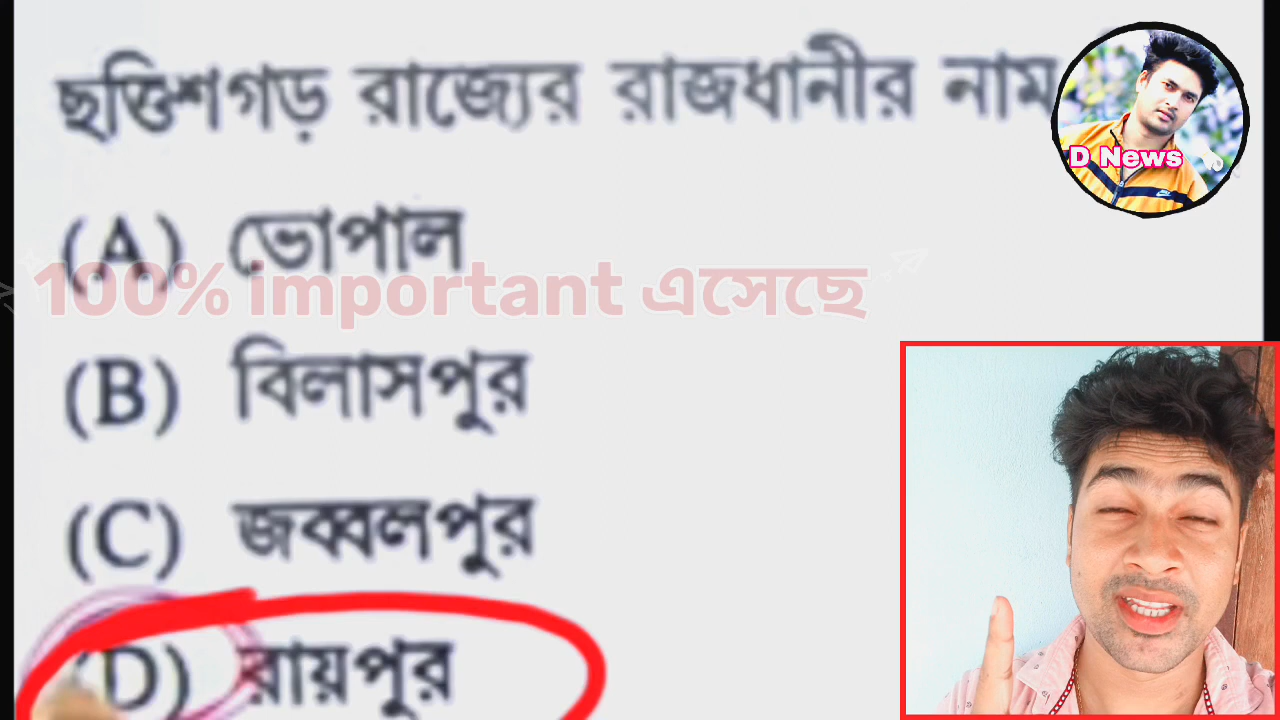 ছত্তিশগড় রাজ্যের রাজধানীর নাম
D News
(A) ভোপাল
100% important এসেছে
(B) বিলাসপুর
(C) জব্বলপুর
(D) রায়পুর